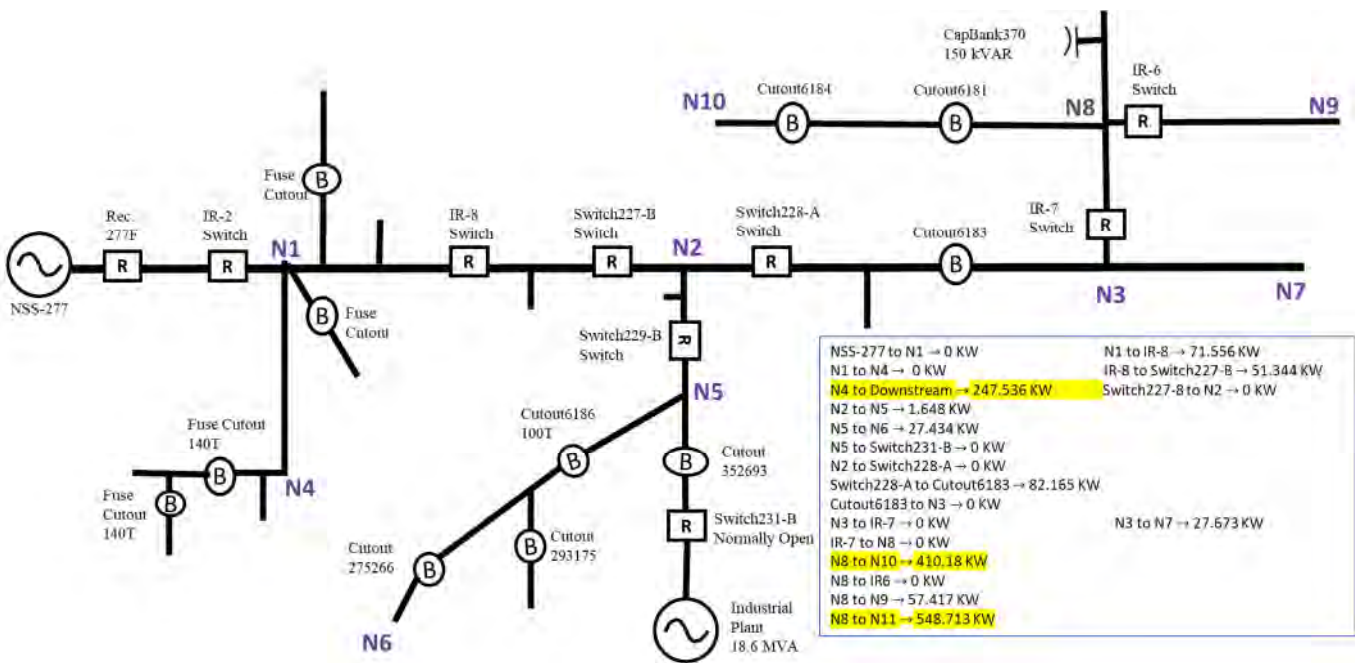 CapBank370
150 kVAR
IR-6
Switch
N10
Cutout6184
Cutout6181
N8
N9
B
B
R
Fuse
Cutout
B
Rec
277F
IR-2
Switch
N1
IR-8
Switch
Switch227-B
Switch
N2
Switch228-A
Switch
Cutout6183
IR-7
Switch
R
R
R
R
R
R
B
NSS-277
B
Fuse
Cutout
N3
N7
Switch229-B
Switch
R
N5
Cutout6186
100T
B
Fuse Cutout
140T
B
N4
Fuse
Cutout
140T
B
B
Cutout
352693
R
Switch231-B
Normally Open
Cutout
275266
B
B
Cutout
293175
N6
Industrial
Plant
18.6 MVA
NSS-277 to N1 → 0 KW
N1 to IR-8 → 71.556 KW
N1 to N4 → 0 KW
IR-8 to Switch227-B → 51.344 KW
N4 to Downstream → 247.536 KW
Switch227-B to N2 → 0 KW
N2 to N5 → 1.648 KW
N5 to N6 → 27.434 KW
N5 to Switch231-B → 0 KW
N2 to Switch228-A → 0 KW
Switch228-A to Cutout6183 → 82.165 KW
Cutout6183 to N3 → 0 KW
N3 to IR-7 → 0 KW
N3 to N7 → 27.673 KW
IR-7 to N8 → 0 KW
N8 to N10 → 410.18 KW
N8 to IR6 → 0 KW
N8 to N9 → 57.417 KW
N8 to N11 → 548.713 KW